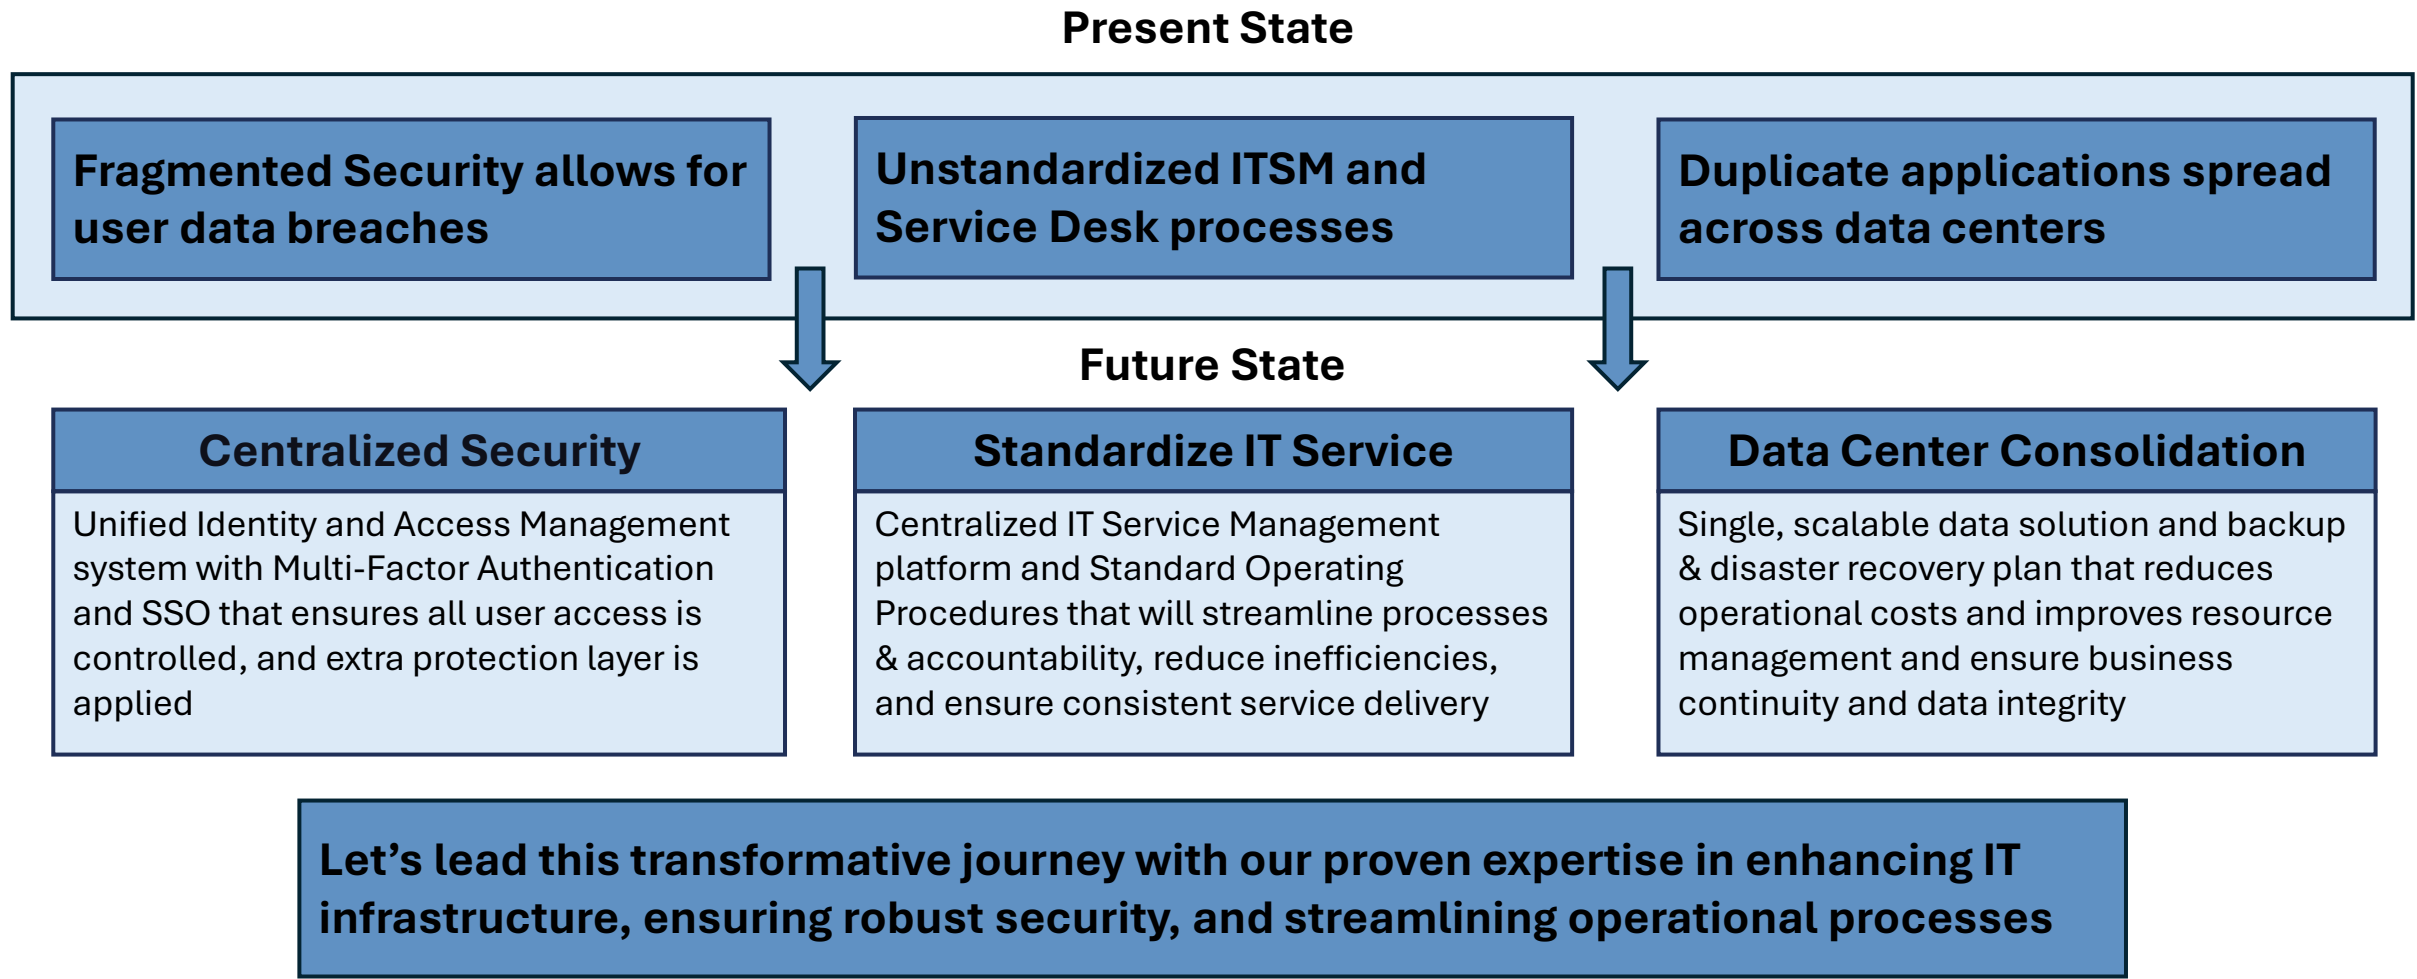 Present State
Fragmented Security allows for
user data breaches
Unstandardized ITSM and
Service Desk processes
Duplicate applications spread
across data centers
Future State
Centralized Security
Unified Identity and Access Management
system with Multi-Factor Authentication
and SSO that ensures all user access is
controlled, and extra protection layer is
applied
Standardize IT Service
Centralized IT Service Management
platform and Standard Operating
Procedures that will streamline processes
& accountability, reduce inefficiencies,
and ensure consistent service delivery
Data Center Consolidation
Single, scalable data solution and backup
& disaster recovery plan that reduces
operational costs and improves resource
management and ensure business
continuity and data integrity
Let’s lead this transformative journey with our proven expertise in enhancing IT
infrastructure, ensuring robust security, and streamlining operational processes